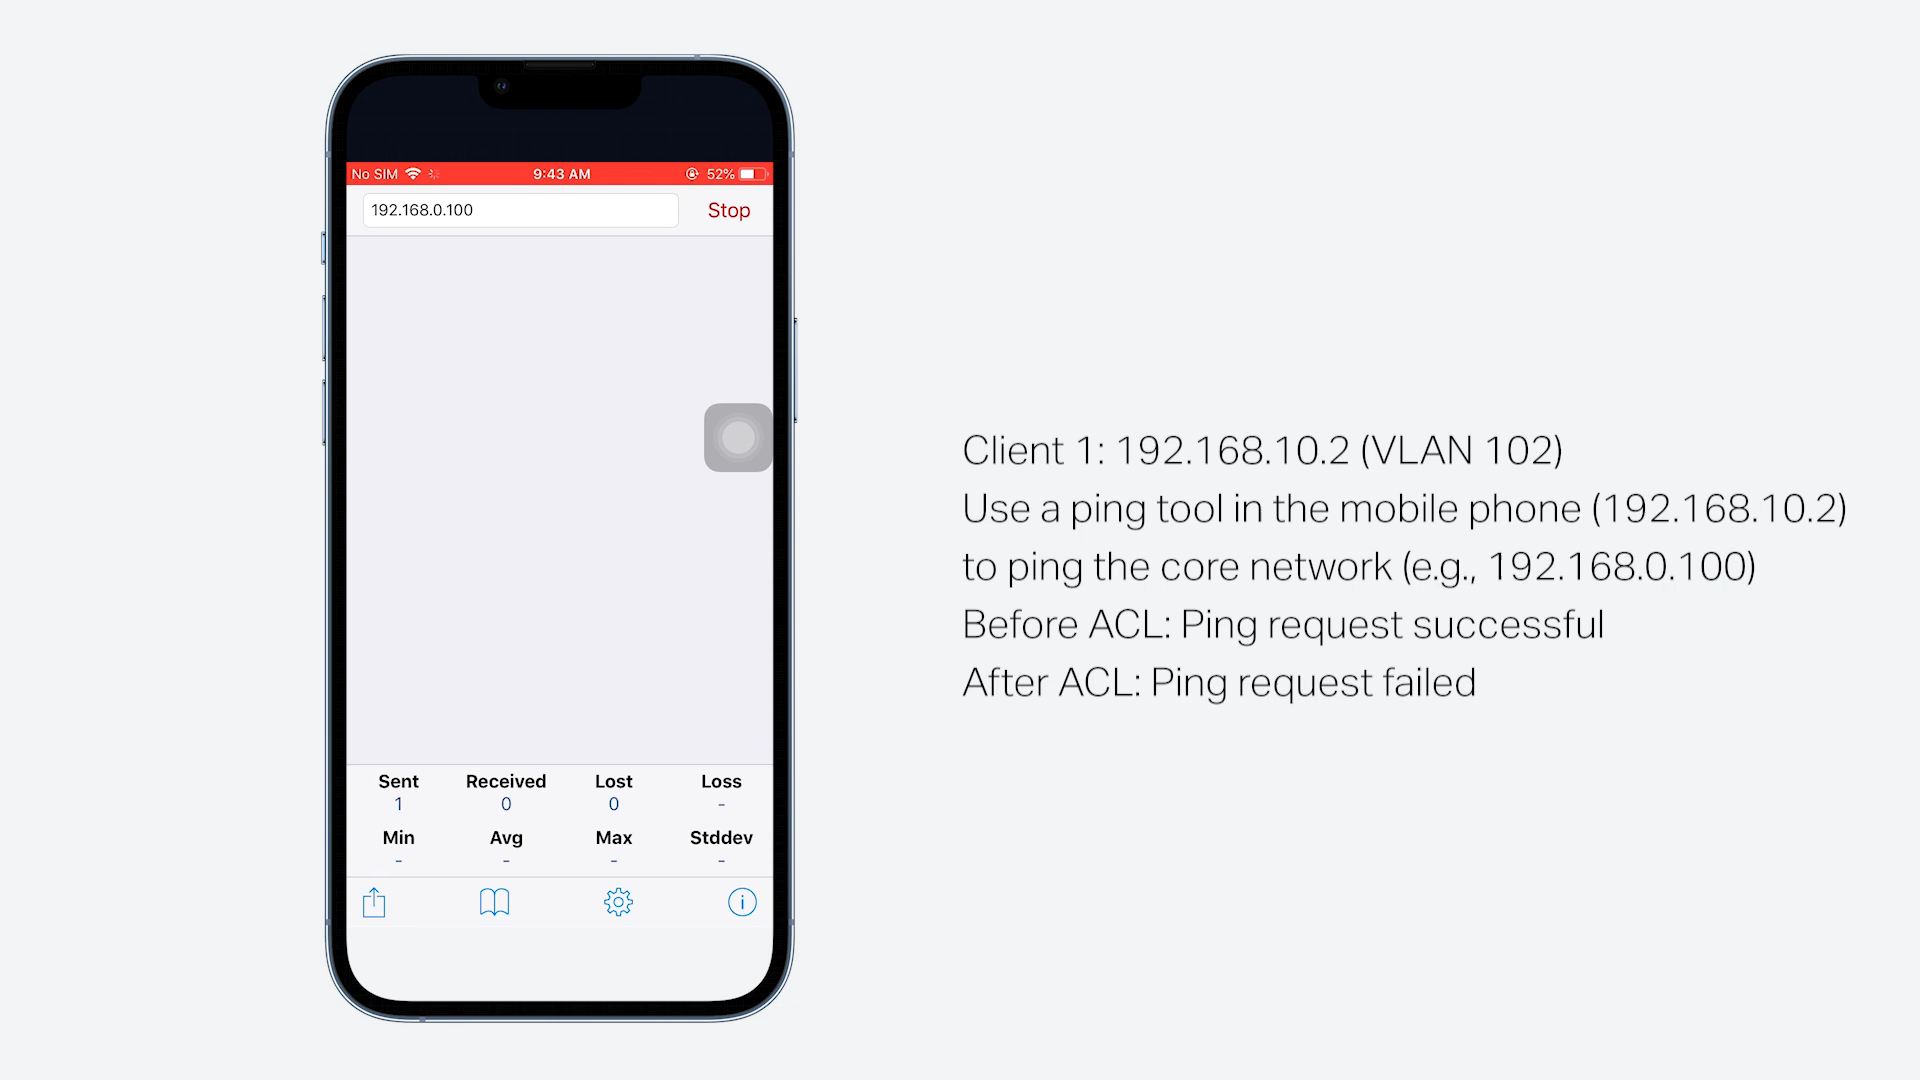 No SIM 9:43 AM 52%
192.168.0.100 Stop
Client 1: 192.168.10.2 (VLAN 102)
Use a ping tool in the mobile phone (192.168.10.2)
to ping the core network (e.g., 192.168.0.100)
Before ACL: Ping request successful
After ACL: Ping request failed
Sent Received Lost Loss
1 0 0 -
Min Avg Max Stddev
- - - -